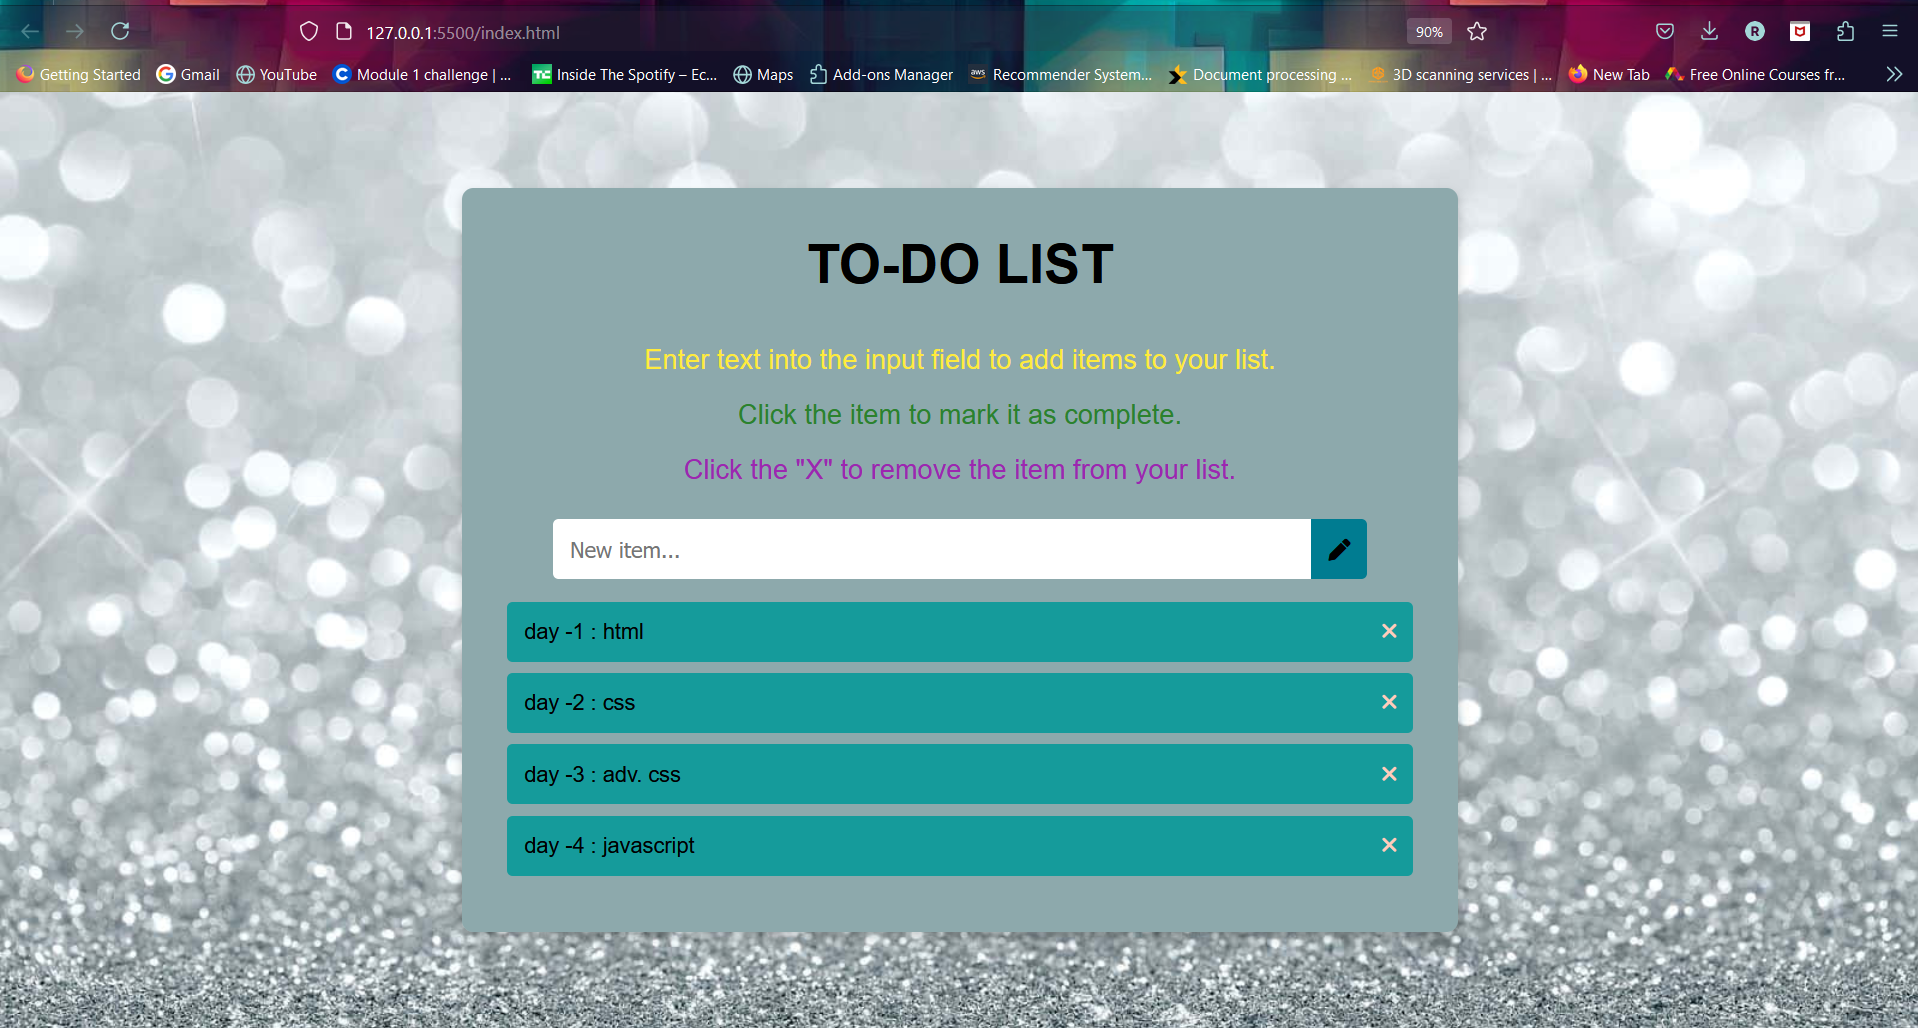 127.0.0.1:5500/index.html
90%
R
Getting Started
Gmail
YouTube
C
Module 1 challenge | ...
TC
Inside The Spotify – Ec...
Maps
Add-ons Manager
aws
Recommender System...
Document processing ...
3D scanning services | ...
New Tab
Free Online Courses fr...
TO-DO LIST
Enter text into the input field to add items to your list.
Click the item to mark it as complete.
Click the "X" to remove the item from your list.
New item...
day -1 : html
day -2 : css
day -3 : adv. css
day -4 : javascript